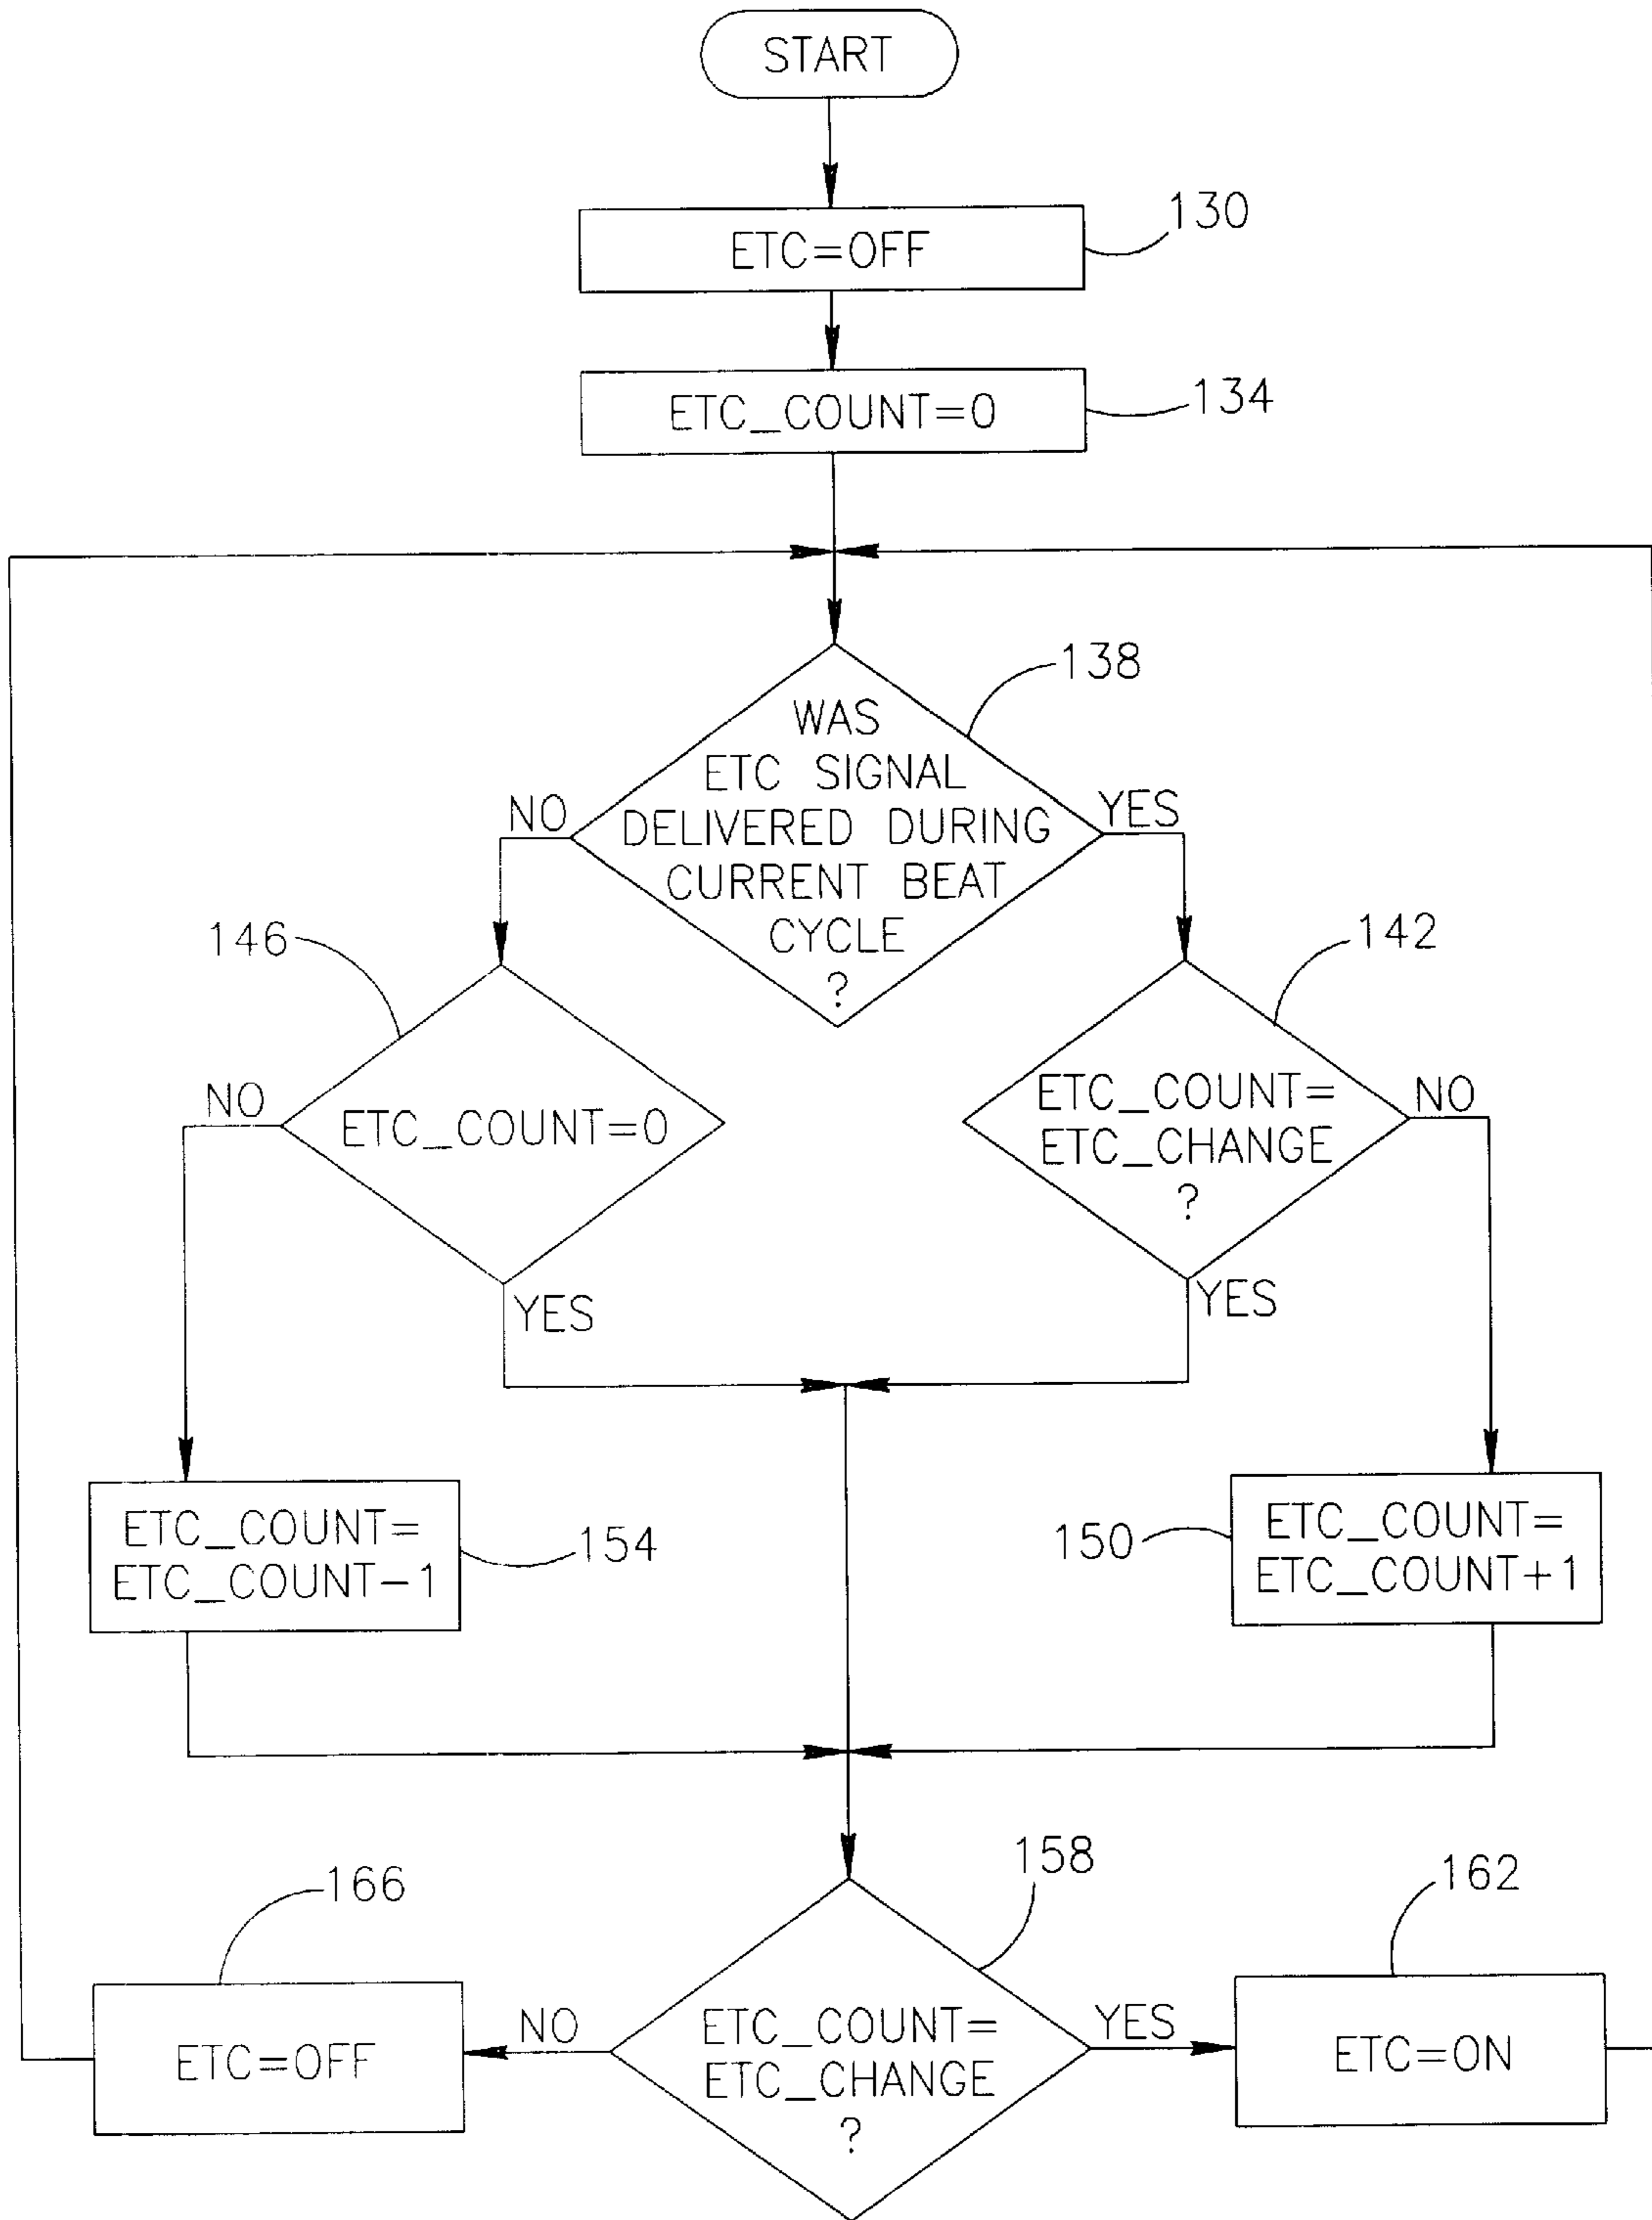 START
130
ETC=OFF
134
ETC_COUNT=0
138
WAS
ETC SIGNAL
DELIVERED DURING
CURRENT BEAT
CYCLE
?
NO
YES
146
142
NO
ETC_COUNT=0
YES
ETC_COUNT=
ETC_CHANGE
?
NO
YES
ETC_COUNT=
ETC_COUNT-1
154
150
ETC_COUNT=
ETC_COUNT+1
158
166
162
ETC=OFF
NO
ETC_COUNT=
ETC_CHANGE
?
YES
ETC=ON